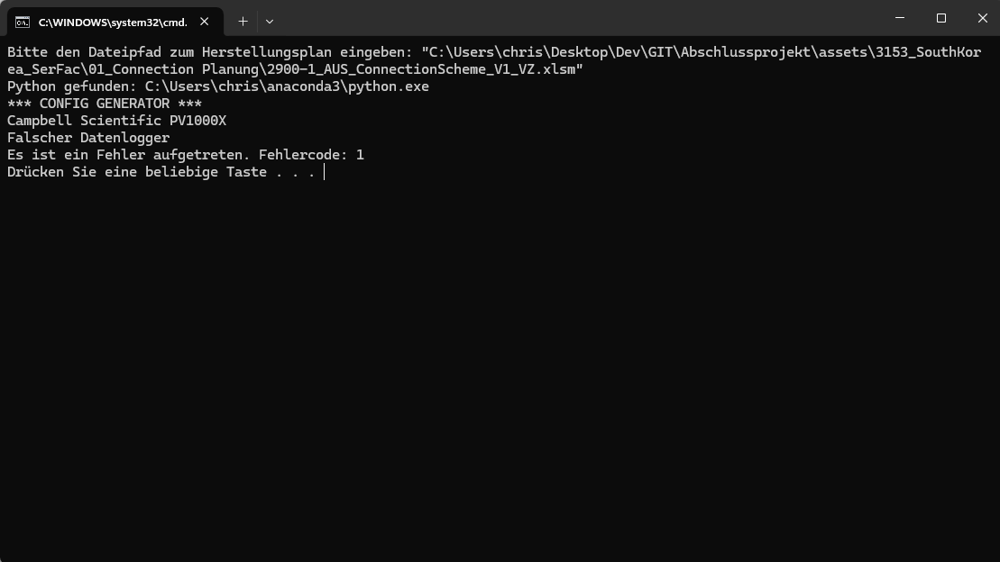 C:\WINDOWS\system32\cmd.
Bitte den Dateipfad zum Herstellungsplan eingeben: "C:\Users\chris\Desktop\Dev\GIT\Abschlussprojekt\assets\3153_SouthKor
ea_SerFac\01_Connection Planung\2900-1_AUS_ConnectionScheme_V1_VZ.xlsm"
Python gefunden: C:\Users\chris\anaconda3\python.exe
*** CONFIG GENERATOR ***
Campbell Scientific PV1000X
Falscher Datenlogger
Es ist ein Fehler aufgetreten. Fehlercode: 1
Drücken Sie eine beliebige Taste . . .